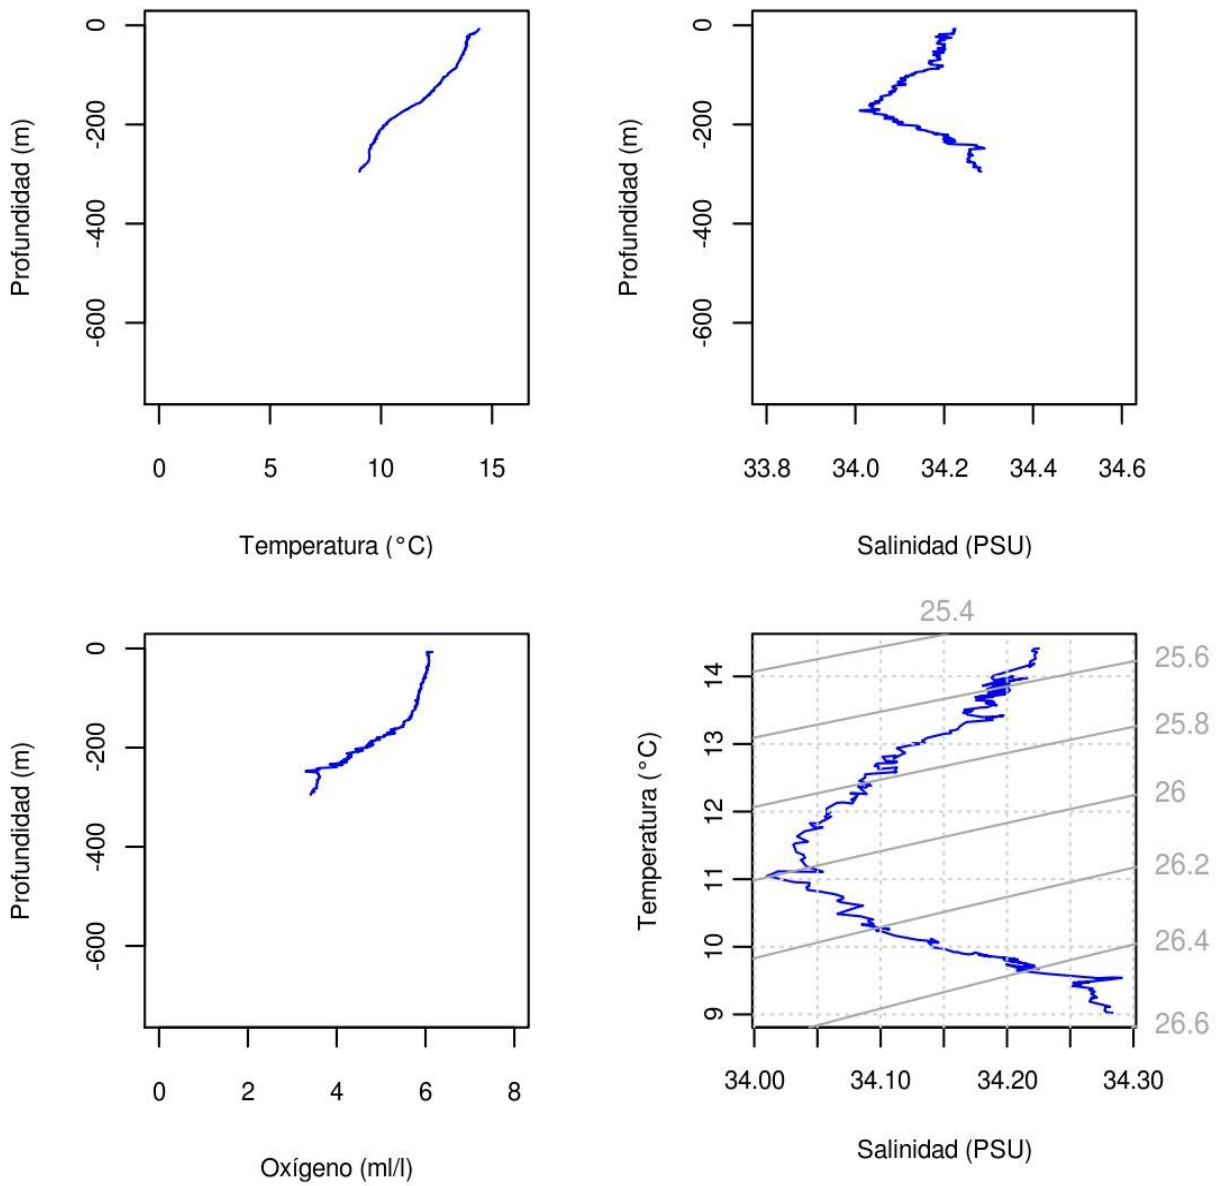 Profundidad (m)
0
-200
-400
-600
0 5 10 15
Temperatura (°C)
Profundidad (m)
0
-200
-400
-600
33.8 34.0 34.2 34.4 34.6
Salinidad (PSU)
Profundidad (m)
0
-200
-400
-600
0 2 4 6 8
Oxígeno (ml/l)
25.4
25.6
25.8
26
26.2
26.4
26.6
Temperatura (°C)
14
13
12
11
10
9
34.00 34.10 34.20 34.30
Salinidad (PSU)